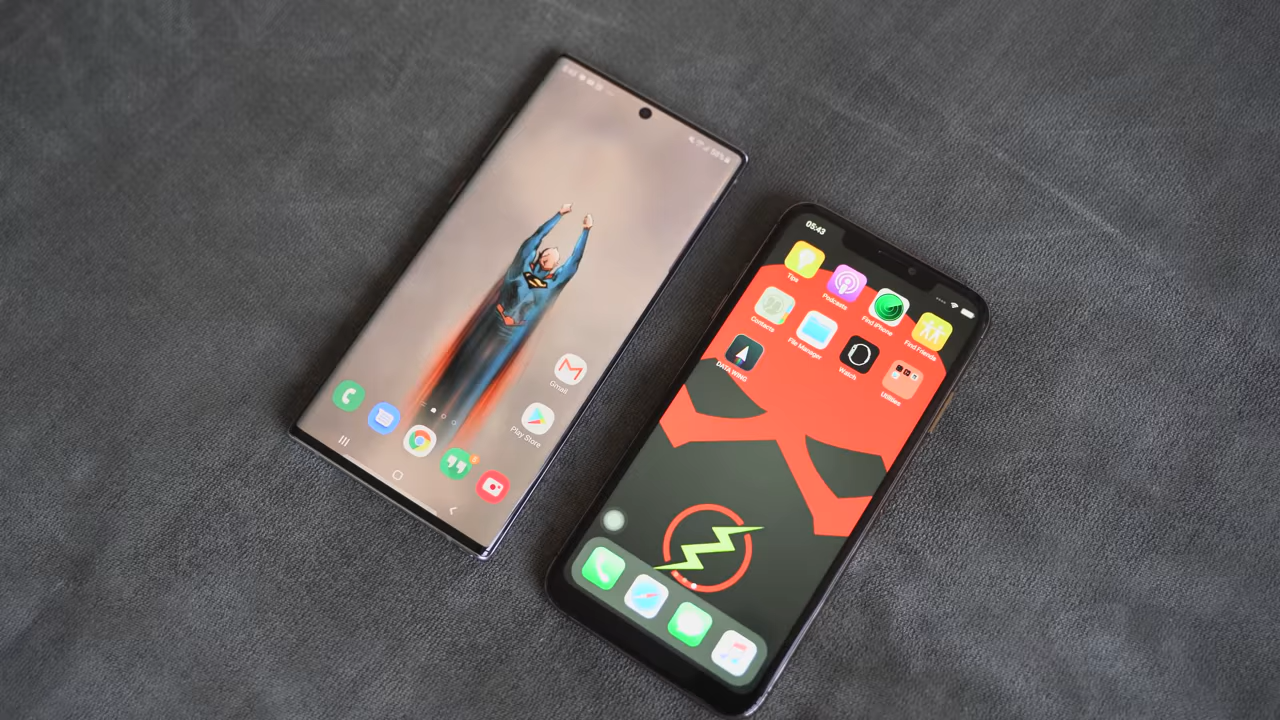 Gmail
Play Store
05:43
Tips
Podcasts
Find iPhone
Find Friends
Contacts
File Manager
Watch
Utilities
DATA WING